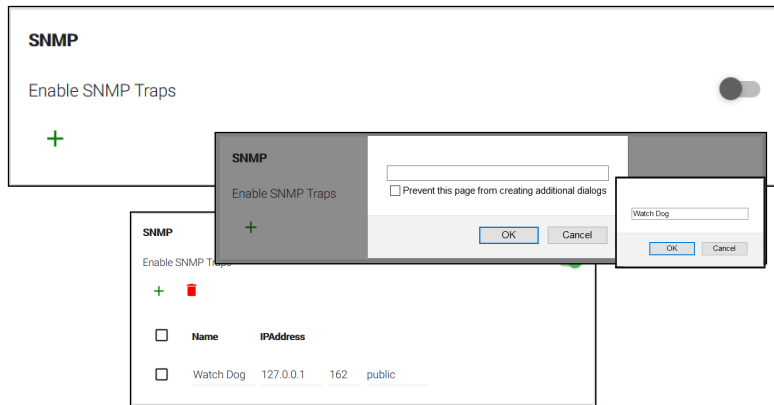 SNMP
Enable SNMP Traps
+
SNMP
Enable SNMP Traps
+
Prevent this page from creating additional dialogs
OK Cancel
Watch Dog
OK Cancel
SNMP
Enable SNMP Traps
+
Name IPAddress
Watch Dog 127.0.0.1 162 public